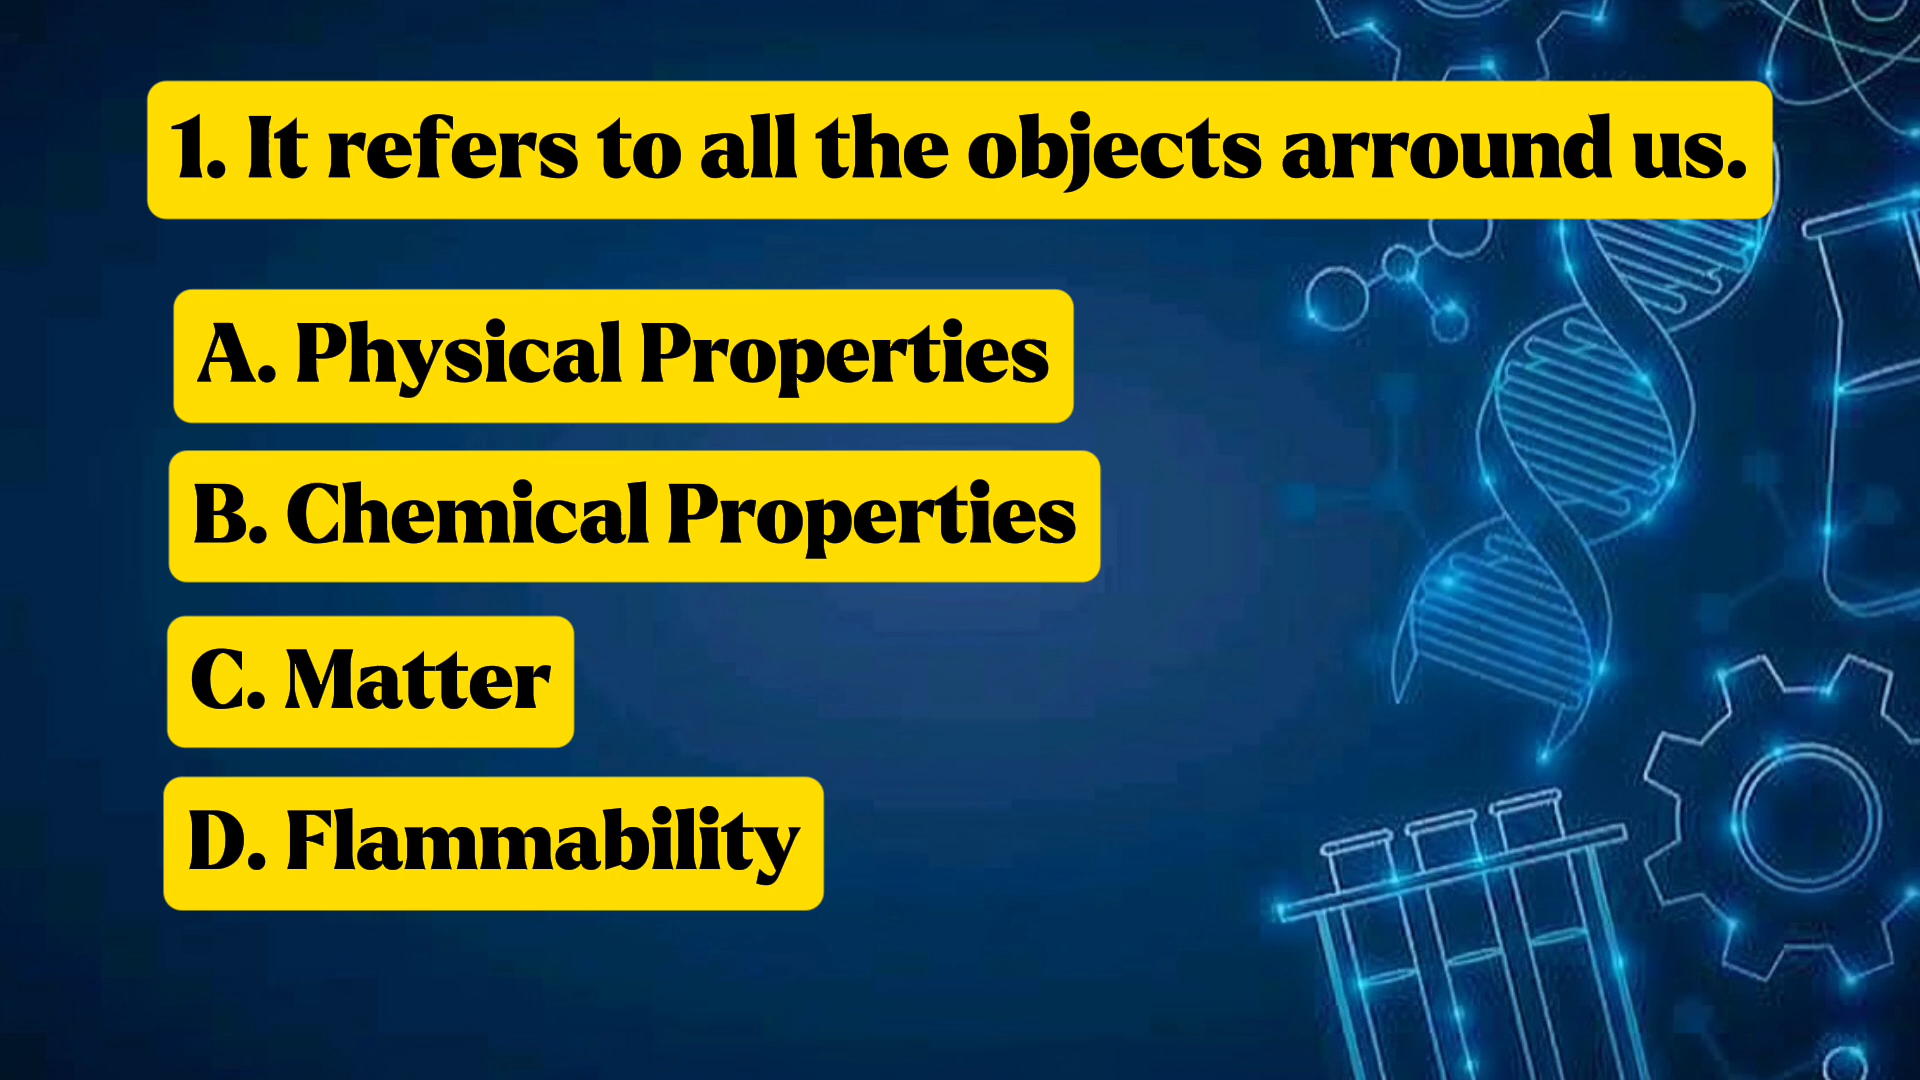 1. It refers to all the objects arround us.
A. Physical Properties
B. Chemical Properties
C. Matter
D. Flammability